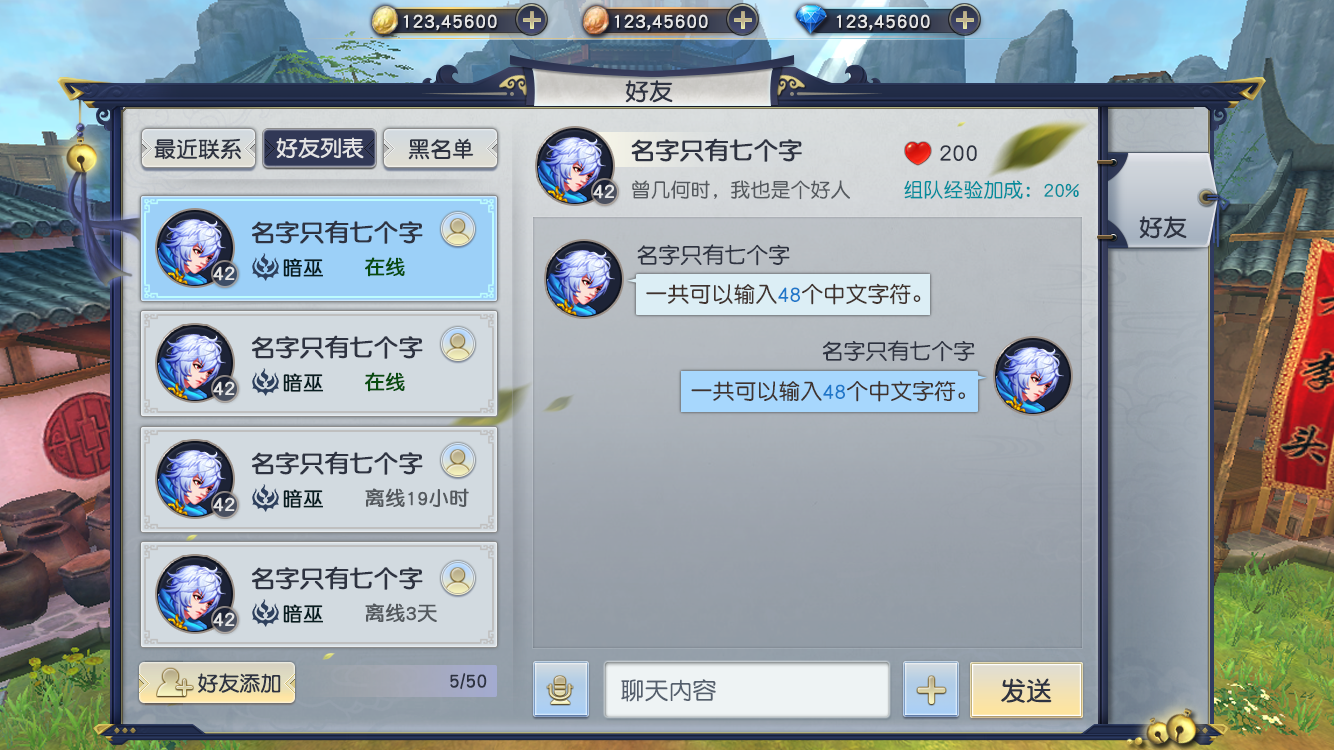 123,45600
123,45600
123,45600
好友
最近联系
好友列表
黑名单
名字只有七个字
42
暗巫
在线
名字只有七个字
42
暗巫
在线
名字只有七个字
42
暗巫
离线19小时
名字只有七个字
42
暗巫
离线3天
好友添加
5/50
名字只有七个字
42
曾几何时，我也是个好人
200
组队经验加成：20%
名字只有七个字
一共可以输入48个中文字符。
名字只有七个字
一共可以输入48个中文字符。
聊天内容
发送
好友
李
头